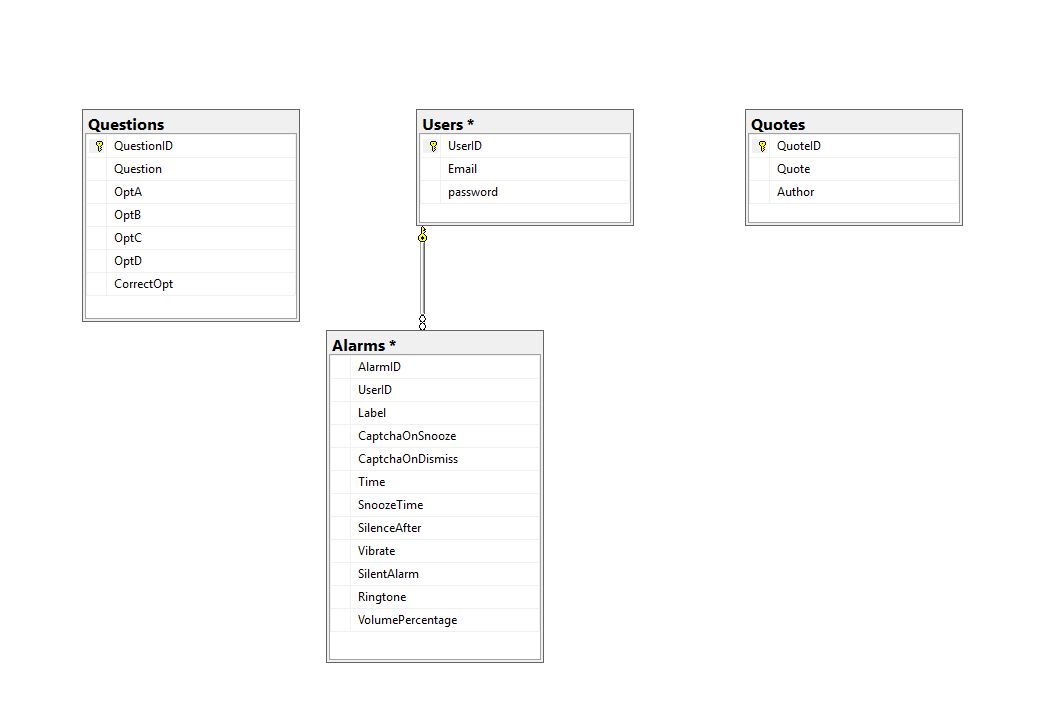 Questions
QuestionID
Question
OptA
OptB
OptC
OptD
CorrectOpt
Users *
UserID
Email
password
Quotes
QuoteID
Quote
Author
Alarms *
AlarmID
UserID
Label
CaptchaOnSnooze
CaptchaOnDismiss
Time
SnoozeTime
SilenceAfter
Vibrate
SilentAlarm
Ringtone
VolumePercentage